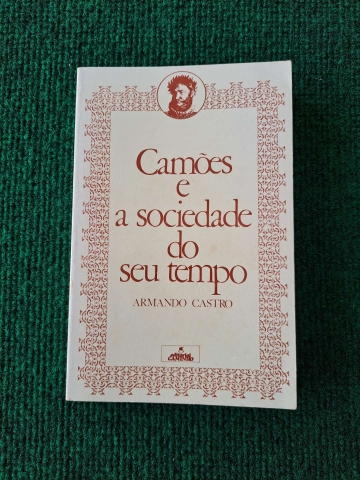 Camões
e
a sociedade
do
seu tempo
ARMANDO CASTRO